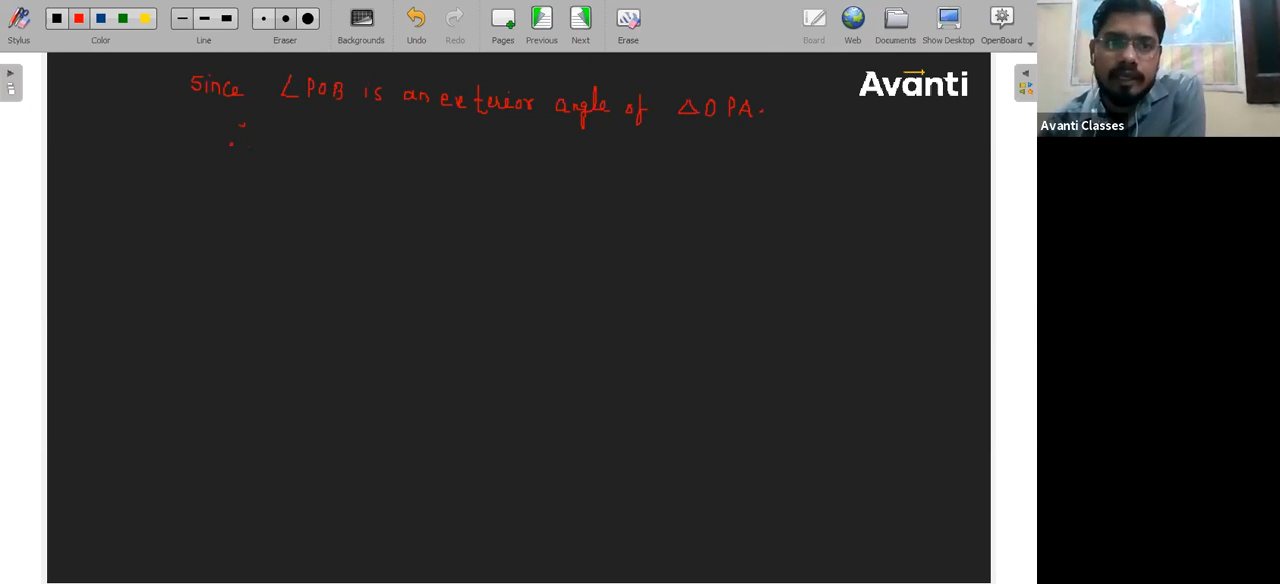 Stylus Color Line Eraser Backgrounds Undo Redo Pages Previous Next Erase Board Web Documents Show Desktop OpenBoard
Since ∠POB is an exterior angle of △OPA.
∴
Avanti
Avanti Classes